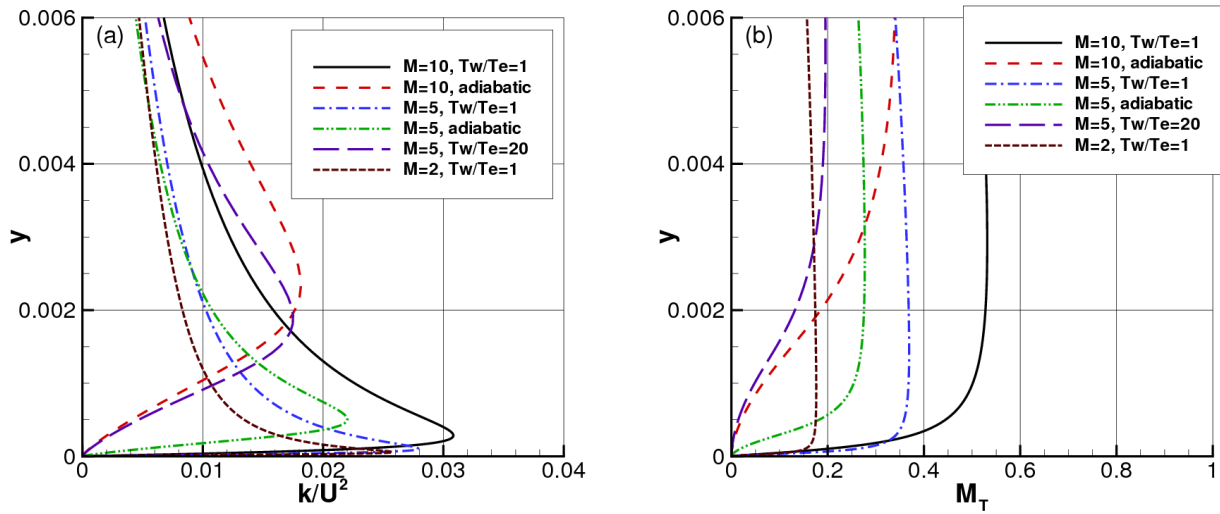 (a)
y
0.006
0.004
0.002
0
0
0.01
0.02
0.03
0.04
k/U²
M=10, Tw/Te=1
M=10, adiabatic
M=5, Tw/Te=1
M=5, adiabatic
M=5, Tw/Te=20
M=2, Tw/Te=1
(b)
y
0.006
0.004
0.002
0
0
0.2
0.4
0.6
0.8
1
M_T
M=10, Tw/Te=1
M=10, adiabatic
M=5, Tw/Te=1
M=5, adiabatic
M=5, Tw/Te=20
M=2, Tw/Te=1